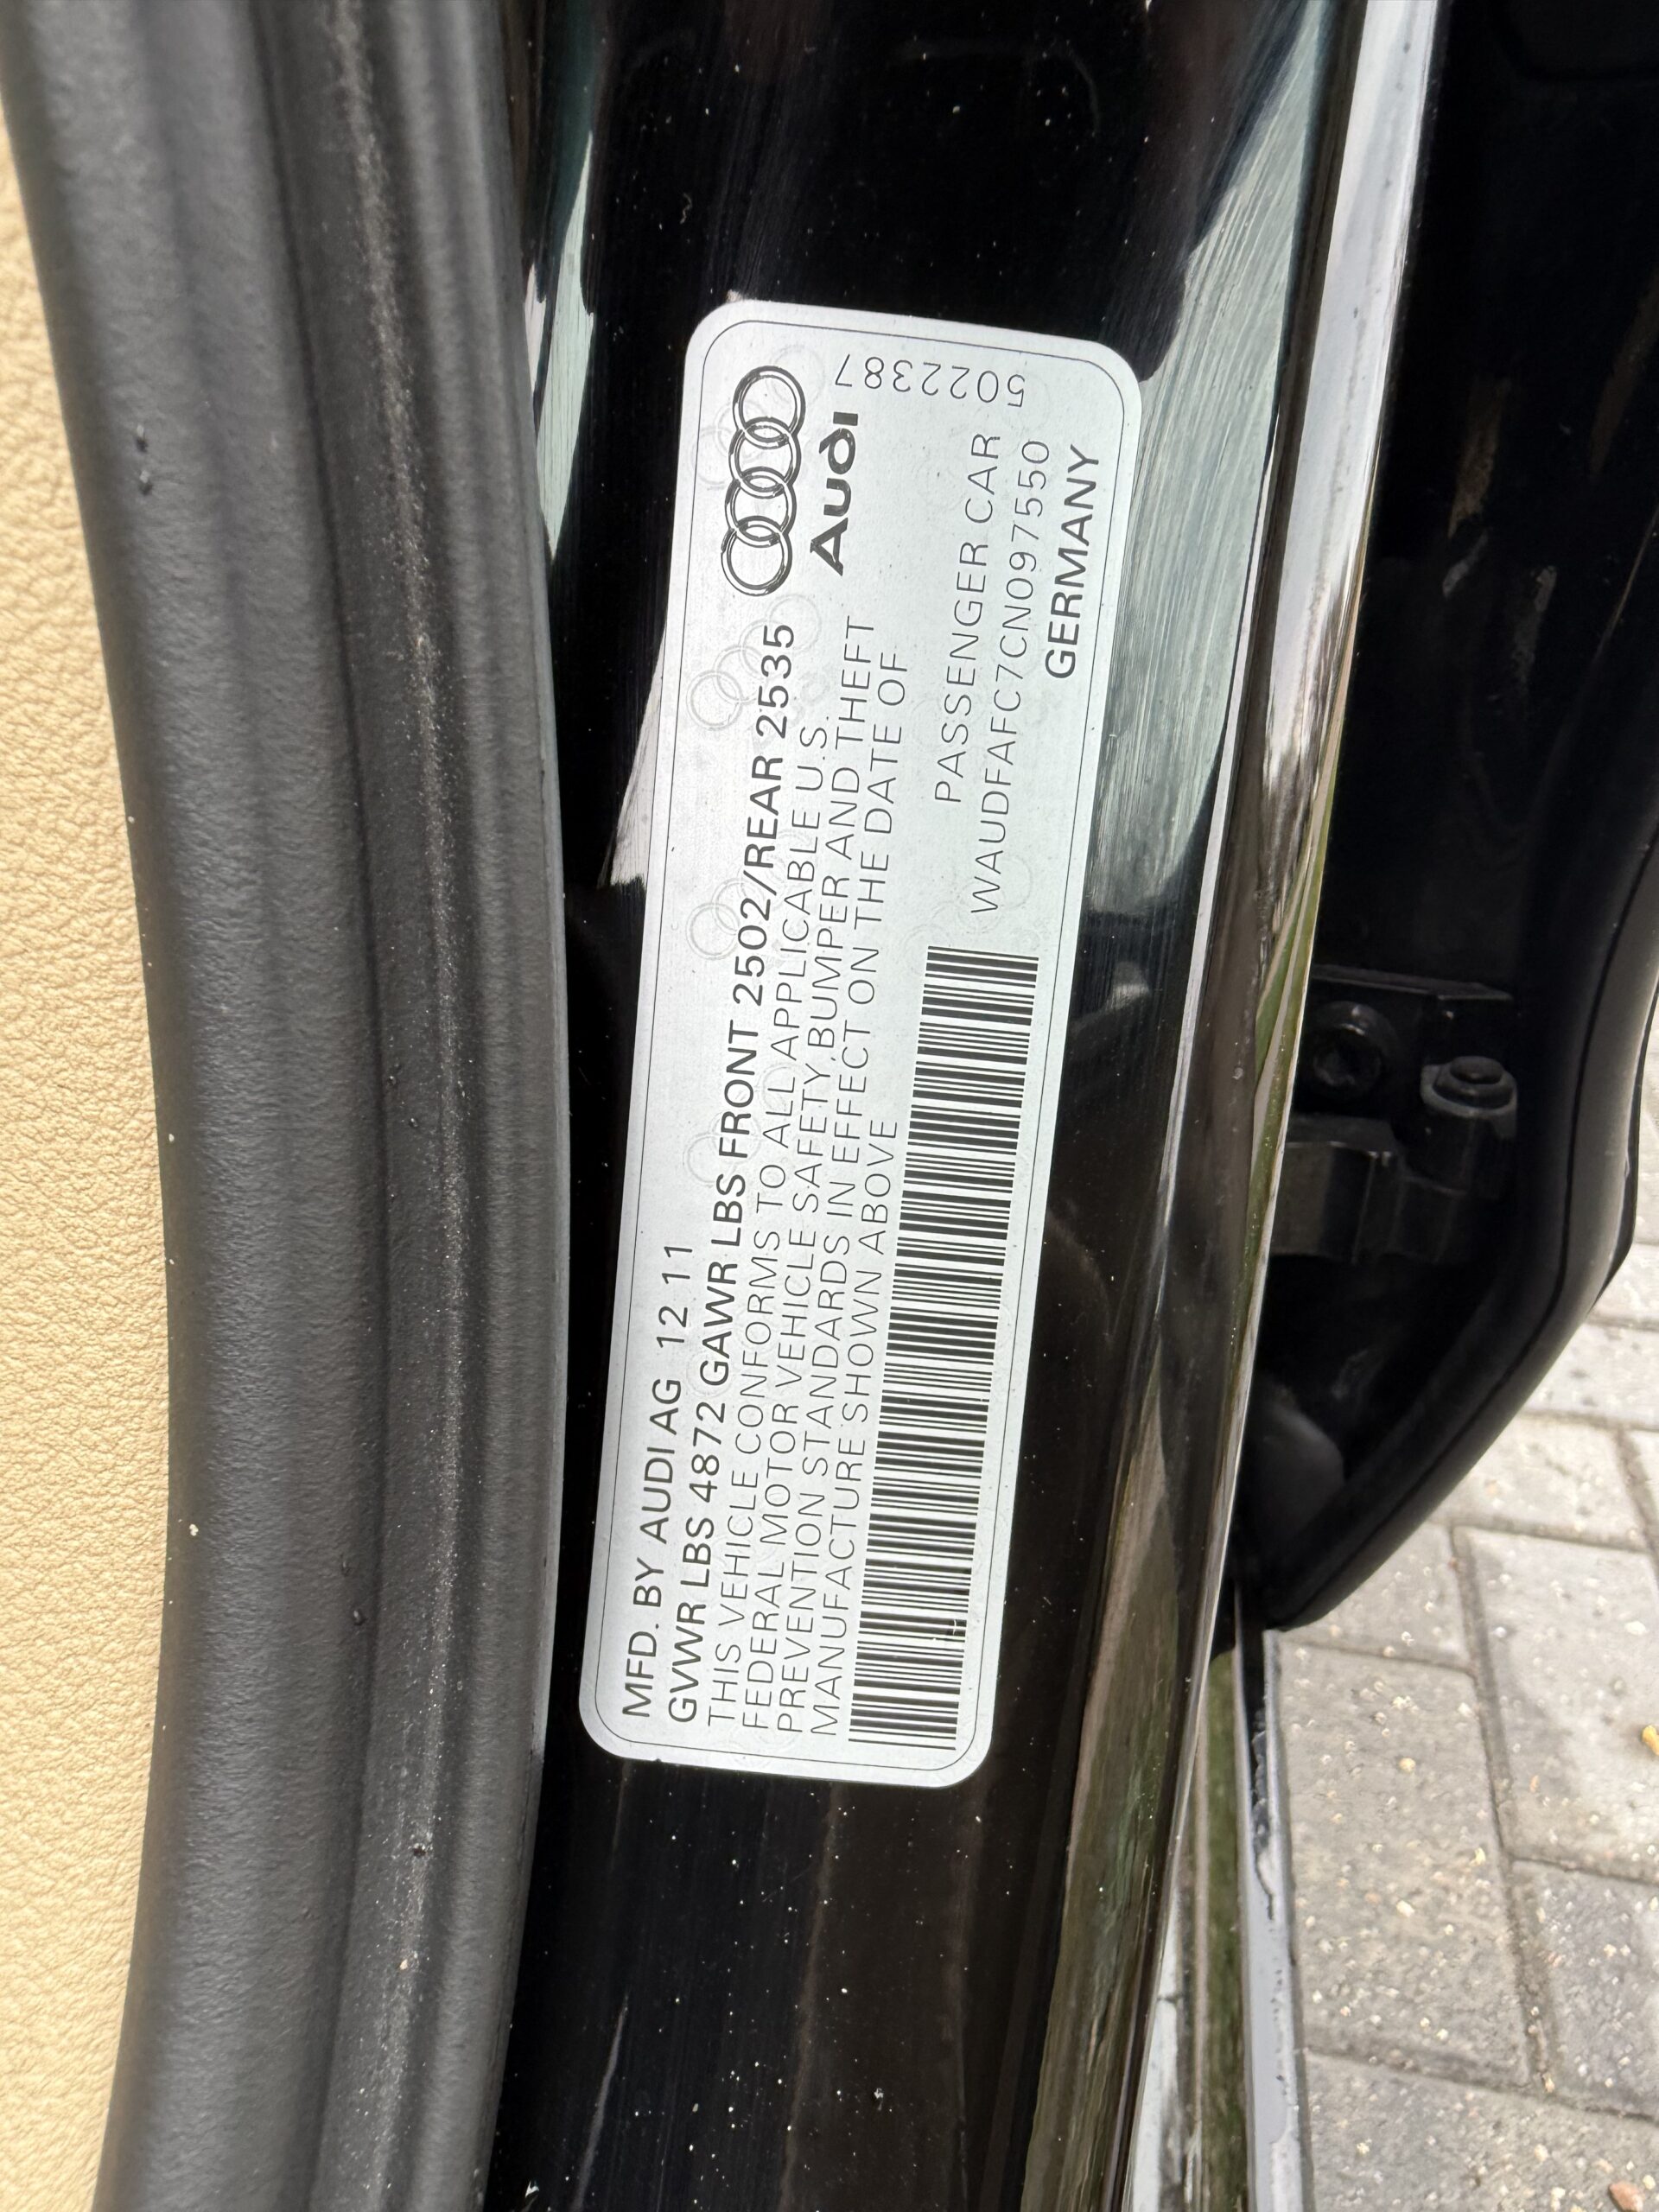 MFD. BY AUDI AG 12 11
GVWR LBS 4872 GAWR LBS FRONT 2502/REAR 2535
THIS VEHICLE CONFORMS TO ALL APPLICABLE U.S.
FEDERAL MOTOR VEHICLE SAFETY, BUMPER AND THEFT
PREVENTION STANDARDS IN EFFECT ON THE DATE OF
MANUFACTURE SHOWN ABOVE
Audi
5022387
PASSENGER CAR
WAUDFAFC7CN097550
GERMANY